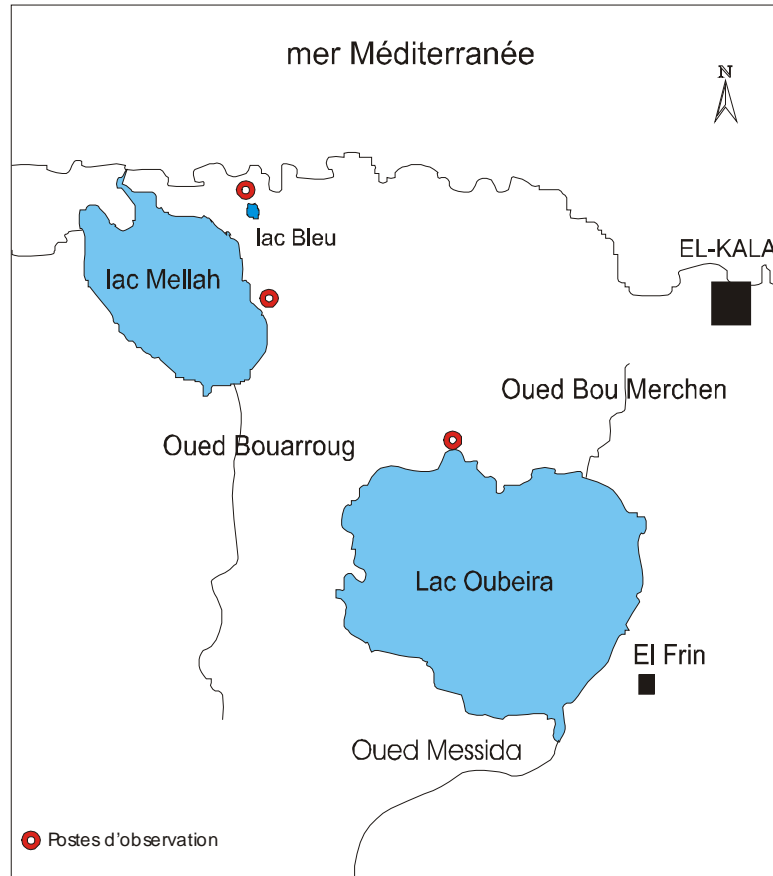 mer Méditerranée
N
lac Bleu
EL-KALA
lac Mellah
Oued Bou Merchen
Oued Bouarroug
Lac Oubeira
El Frin
Oued Messida
Postes d'observation